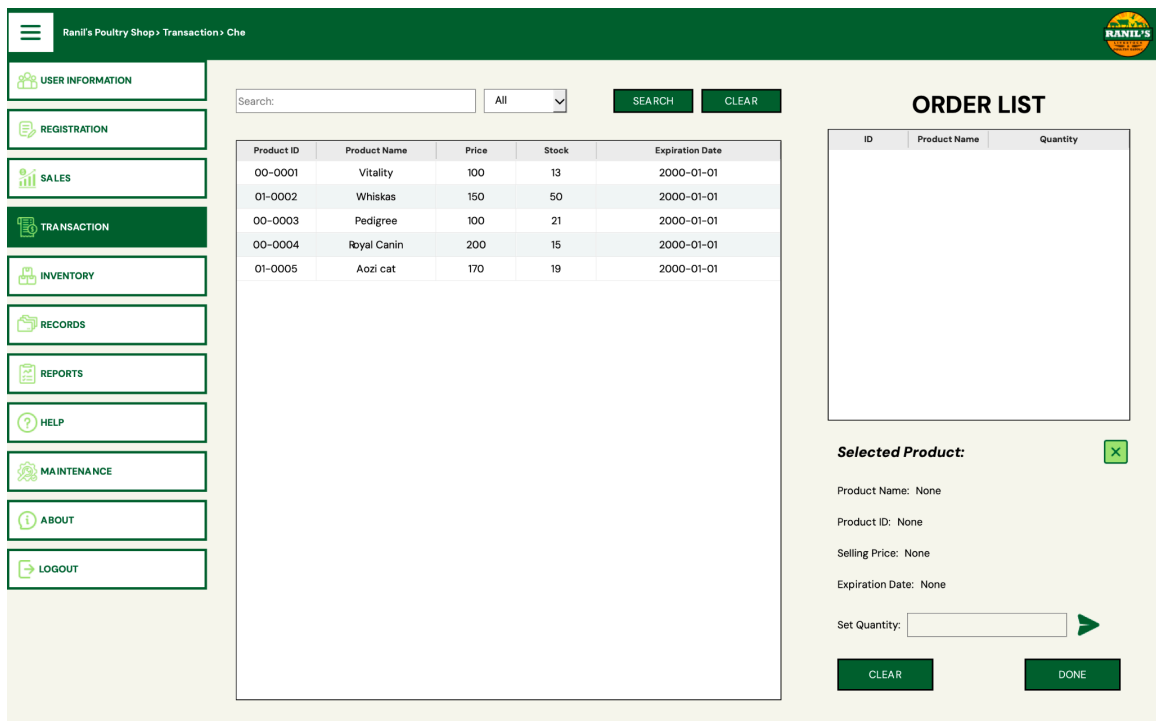 Ranil's Poultry Shop> Transaction> Che
RANIL'S
USER INFORMATION
REGISTRATION
SALES
TRANSACTION
INVENTORY
RECORDS
REPORTS
HELP
MAINTENANCE
ABOUT
LOGOUT
Search: All SEARCH CLEAR
Product ID Product Name Price Stock Expiration Date
00-0001 Vitality 100 13 2000-01-01
01-0002 Whiskas 150 50 2000-01-01
00-0003 Pedigree 100 21 2000-01-01
00-0004 Royal Canin 200 15 2000-01-01
01-0005 Aozi cat 170 19 2000-01-01
ORDER LIST
ID Product Name Quantity
Selected Product:
Product Name: None
Product ID: None
Selling Price: None
Expiration Date: None
Set Quantity:
CLEAR DONE